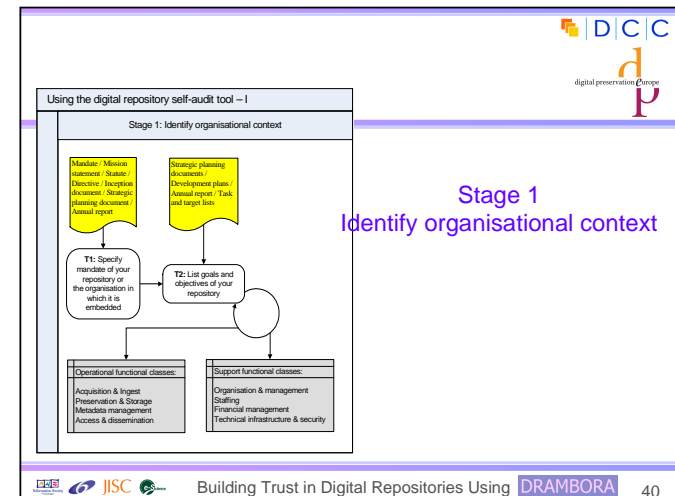 D|C|C
digital preservation europe
dp
Using the digital repository self-audit tool – I
Stage 1: Identify organisational context
Mandate / Mission
statement / Statute /
Directive / Inception
document / Strategic
planning document /
Annual report
Strategic planning
documents /
Development plans /
Annual report / Task
and target lists
T1: Specify
mandate of your
repository or
the organisation in
which it is
embedded
T2: List goals and
objectives of your
repository
Operational functional classes:
Acquisition & Ingest
Preservation & Storage
Metadata management
Access & dissemination
Support functional classes:
Organisation & management
Staffing
Financial management
Technical infrastructure & security
Stage 1
Identify organisational context
JISC
e-Science
Building Trust in Digital Repositories Using DRAMBORA
40